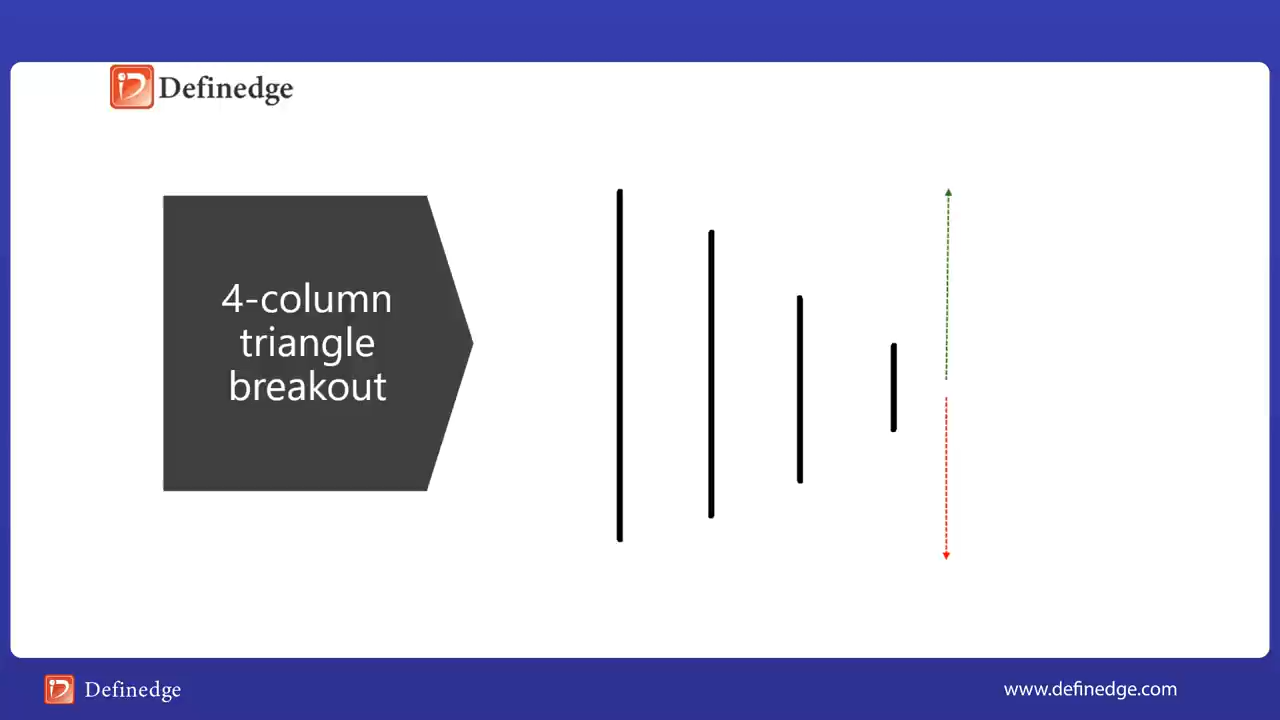 Definedge
4-column
triangle
breakout
Definedge
www.definedge.com